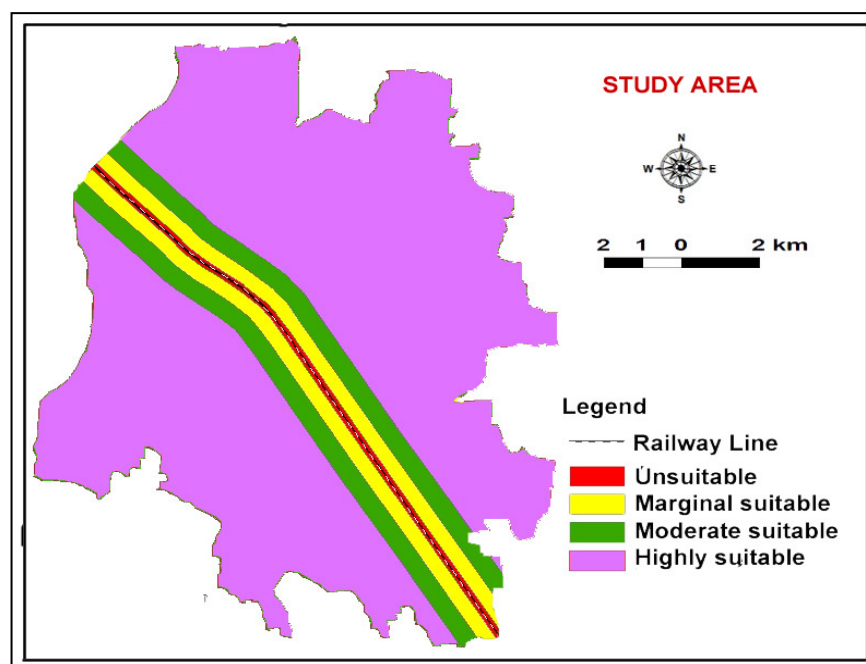 STUDY AREA
N
W E
S
2 1 0 2 km
Legend
Railway Line
Unsuitable
Marginal suitable
Moderate suitable
Highly suitable